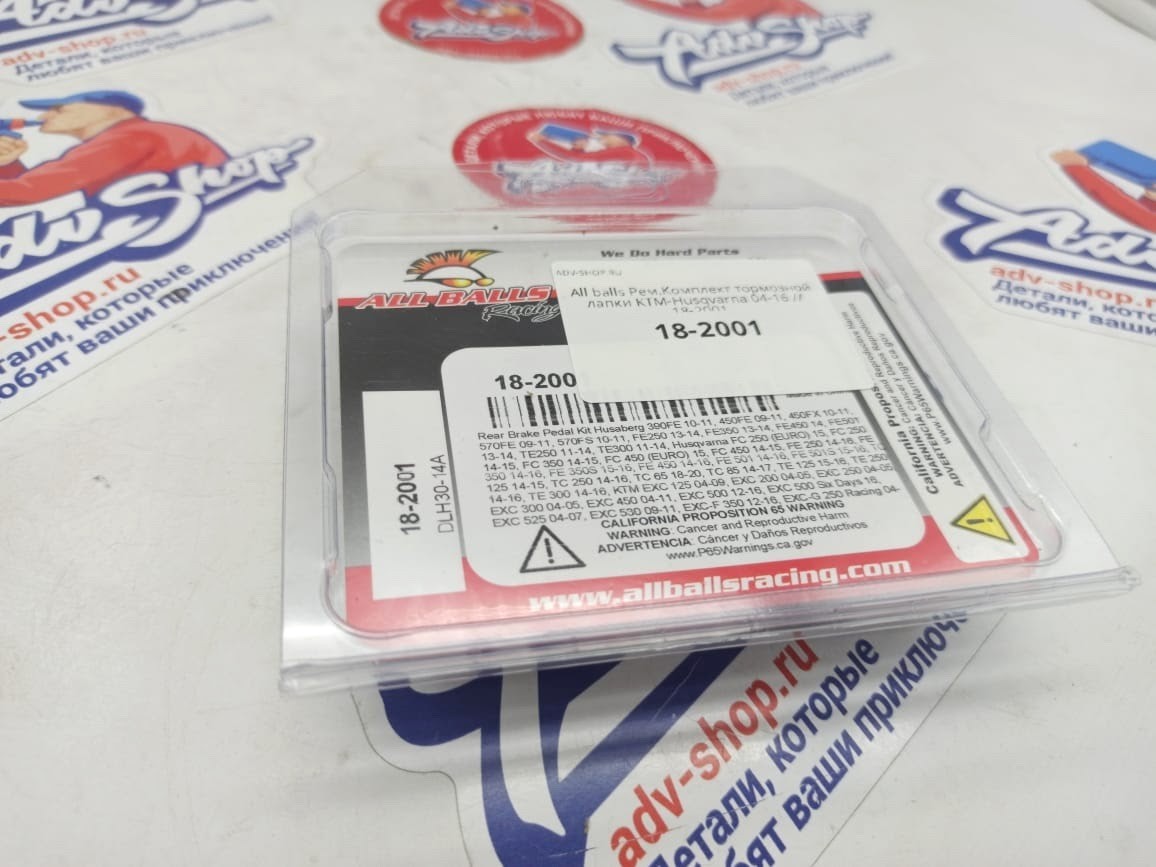 adv-shop.ru
Детали, которые
любят ваши приключения
Adv Shop
adv-shop.ru
Adv Shop
adv-shop.ru
Детали, которые
любят ваши приключен
Adv
adv-shop.
Детали, ко
любят ваши
We Do Hard Parts
ALL BALLS
Racing
ADV-SHOP.RU
All balls Рем.Комплект тормозной
лапки KTM-Husqvarna 04-16 //
18-2001
18-2001
18-200
Rear Brake Pedal Kit Husaberg 390FE 10-11, 450FE 09-11, 450FX 10-11,
570FE 09-11, 570FS 10-11, FE250 13-14, FE350 13-14, FE450 14, FE501
13-14, TE250 11-14, TE300 11-14, Husqvarna FC 250 (EURO) 15, FC 250
14-15, FC 350 14-15, FC 450 (EURO) 15, FC 450 14-15, FE 250 14-16, FE
350 14-16, FE 350S 15-16, FE 450 14-16, FE 501 14-16, FE 501S 15-16, TC
125 14-15, TC 250 14-16, TC 65 18-20, TC 85 14-17, TE 125 15-16, TE 250
14-16, TE 300 14-16, KTM EXC 125 04-09, EXC 200 04-05, EXC 250 04-05,
EXC 300 04-05, EXC 450 04-11, EXC 500 12-16, EXC 500 Six Days 16,
EXC 525 04-07, EXC 530 09-11, EXC-F 350 12-16, EXC-G 250 Racing 04-
CALIFORNIA PROPOSITION 65 WARNING
WARNING: Cancer and Reproductive Harm
ADVERTENCIA: Cáncer y Daños Reproductivos
www.P65Warnings.ca.gov
18-2001
DLH30-14A
California Propos
WARNING: Cancer and Reproductive Harm
ADVERTENCIA: Cáncer y Daños Reproductivos
www.P65Warnings.ca.gov
www.allballsracing.com
adv-shop.ru
Детали, которые
любят ваши приключе